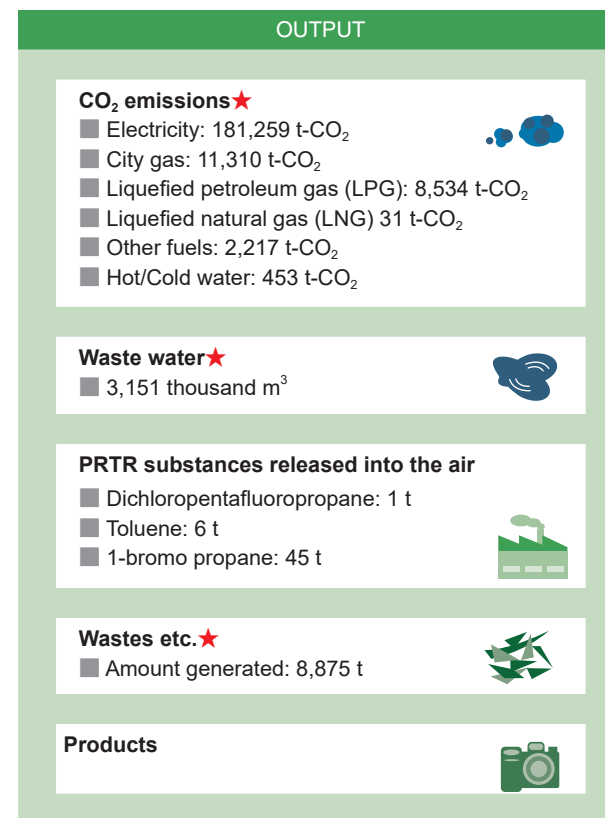 OUTPUT
CO₂ emissions★
Electricity: 181,259 t-CO₂
City gas: 11,310 t-CO₂
Liquefied petroleum gas (LPG): 8,534 t-CO₂
Liquefied natural gas (LNG) 31 t-CO₂
Other fuels: 2,217 t-CO₂
Hot/Cold water: 453 t-CO₂
Waste water★
3,151 thousand m³
PRTR substances released into the air
Dichloropentafluoropropane: 1 t
Toluene: 6 t
1-bromo propane: 45 t
Wastes etc.★
Amount generated: 8,875 t
Products